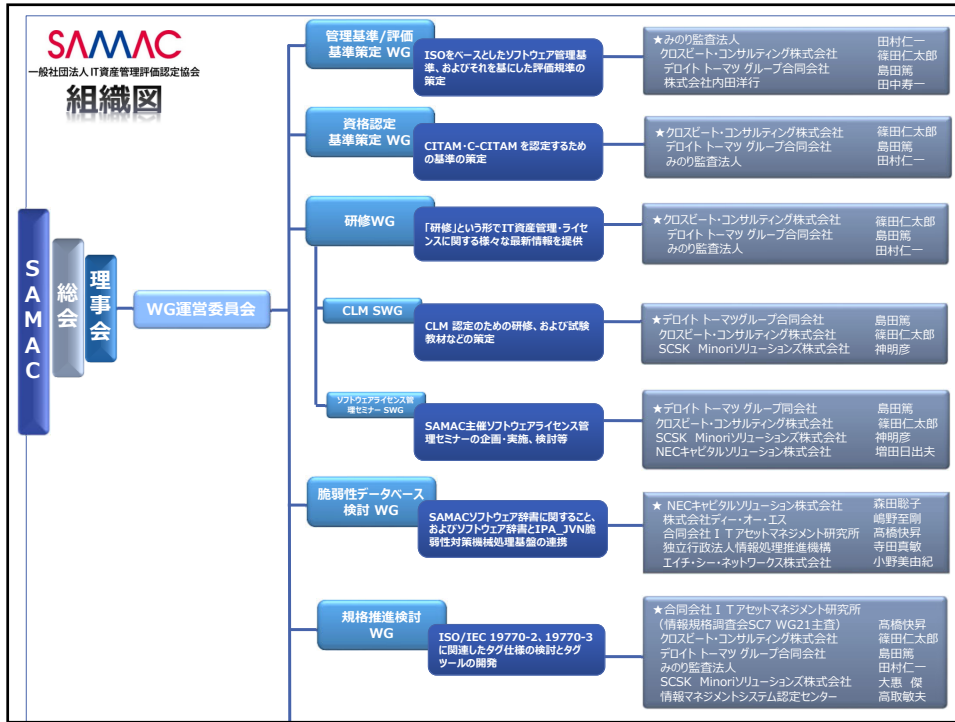 SAMAC
一般社団法人IT資産管理評価認定協会
組織図
SAMAC
総会
理事会
WG運営委員会
管理基準/評価
基準策定 WG
ISOをベースとしたソフトウェア管理基
準、およびそれを基にした評価規準の
策定
★みのり監査法人 田村仁一
クロスビート・コンサルティング株式会社 篠田仁太郎
デロイト トーマツ グループ合同会社 島田篤
株式会社内田洋行 田中寿一
資格認定
基準策定 WG
CITAM・C-CITAM を認定するため
の基準の策定
★クロスビート・コンサルティング株式会社 篠田仁太郎
デロイト トーマツ グループ合同会社 島田篤
みのり監査法人 田村仁一
研修WG
「研修」という形でIT資産管理・ライセ
ンスに関する様々な最新情報を提供
★クロスビート・コンサルティング株式会社 篠田仁太郎
デロイト トーマツ グループ合同会社 島田篤
みのり監査法人 田村仁一
CLM SWG
CLM 認定のための研修、および試験
教材などの策定
★デロイト トーマツグループ合同会社 島田篤
クロスビート・コンサルティング株式会社 篠田仁太郎
SCSK Minoriソリューションズ株式会社 神明彦
ソフトウェアライセンス管
理セミナー SWG
SAMAC主催ソフトウェアライセンス管
理セミナーの企画・実施、検討等
★デロイト トーマツ グループ同会社 島田篤
クロスビート・コンサルティング株式会社 篠田仁太郎
SCSK Minoriソリューションズ株式会社 神明彦
NECキャピタルソリューション株式会社 増田日出夫
脆弱性データベース
検討 WG
SAMACソフトウェア辞書に関すること、
およびソフトウェア辞書とIPA_JVN脆
弱性対策機械処理基盤の連携
★ NECキャピタルソリューション株式会社 森田聡子
株式会社ディー・オー・エス 嶋野至剛
合同会社ＩＴアセットマネジメント研究所 髙橋快昇
独立行政法人情報処理推進機構 寺田真敏
エイチ・シー・ネットワークス株式会社 小野美由紀
規格推進検討
WG
ISO/IEC 19770-2、19770-3
に関連したタグ仕様の検討とタグ
ツールの開発
★合同会社ＩＴアセットマネジメント研究所
（情報規格調査会SC7 WG21主査） 髙橋快昇
クロスビート・コンサルティング株式会社 篠田仁太郎
デロイト トーマツ グループ合同会社 島田篤
みのり監査法人 田村仁一
SCSK Minoriソリューションズ株式会社 大恵 傑
情報マネジメントシステム認定センター 高取敏夫